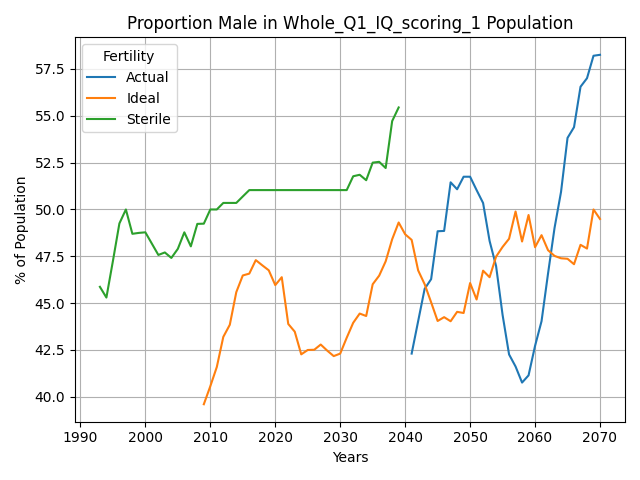 Proportion Male in Whole_Q1_IQ_scoring_1 Population
Fertility
Actual
Ideal
Sterile
% of Population
57.5
55.0
52.5
50.0
47.5
45.0
42.5
40.0
1990 2000 2010 2020 2030 2040 2050 2060 2070
Years